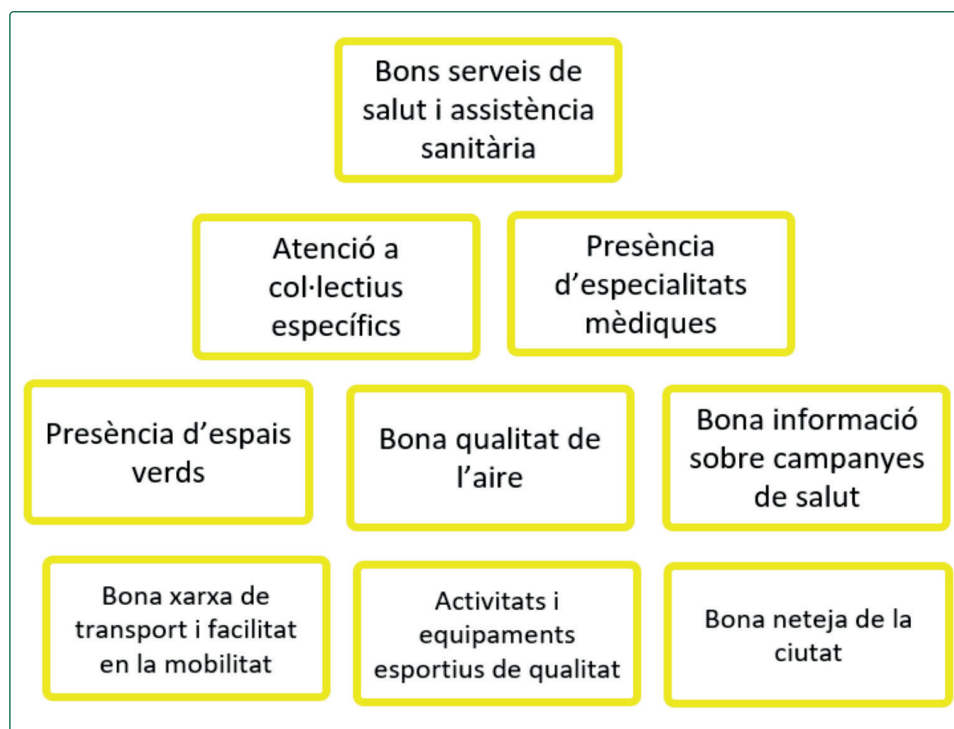 Bons serveis de
salut i assistència
sanitària
Atenció a
col·lectius
específics
Presència
d’especialitats
mèdiques
Presència d’espais
verds
Bona qualitat de
l’aire
Bona informació
sobre campanyes
de salut
Bona xarxa de
transport i facilitat
en la mobilitat
Activitats i
equipaments
esportius de qualitat
Bona neteja de la
ciutat